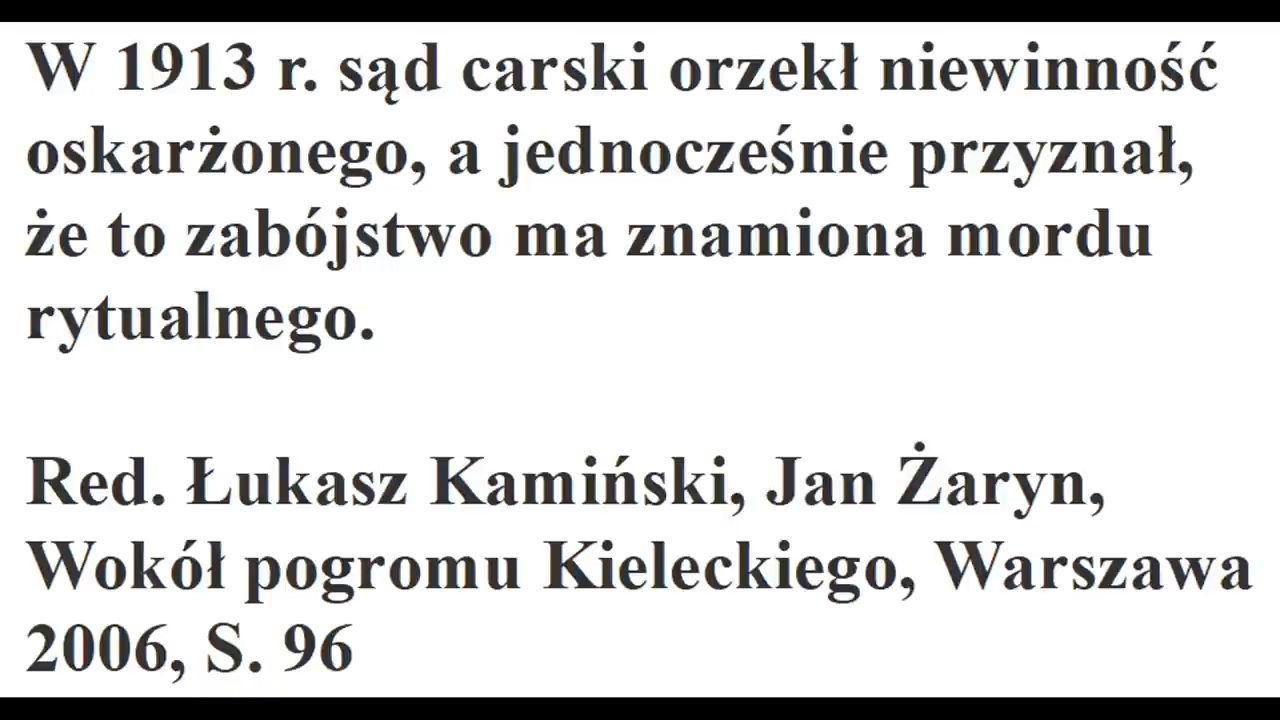 W 1913 r. sąd carski orzekł niewinność
oskarżonego, a jednocześnie przyznał,
że to zabójstwo ma znamiona mordu
rytualnego.
Red. Łukasz Kamiński, Jan Żaryn,
Wokół pogromu Kieleckiego, Warszawa
2006, S. 96